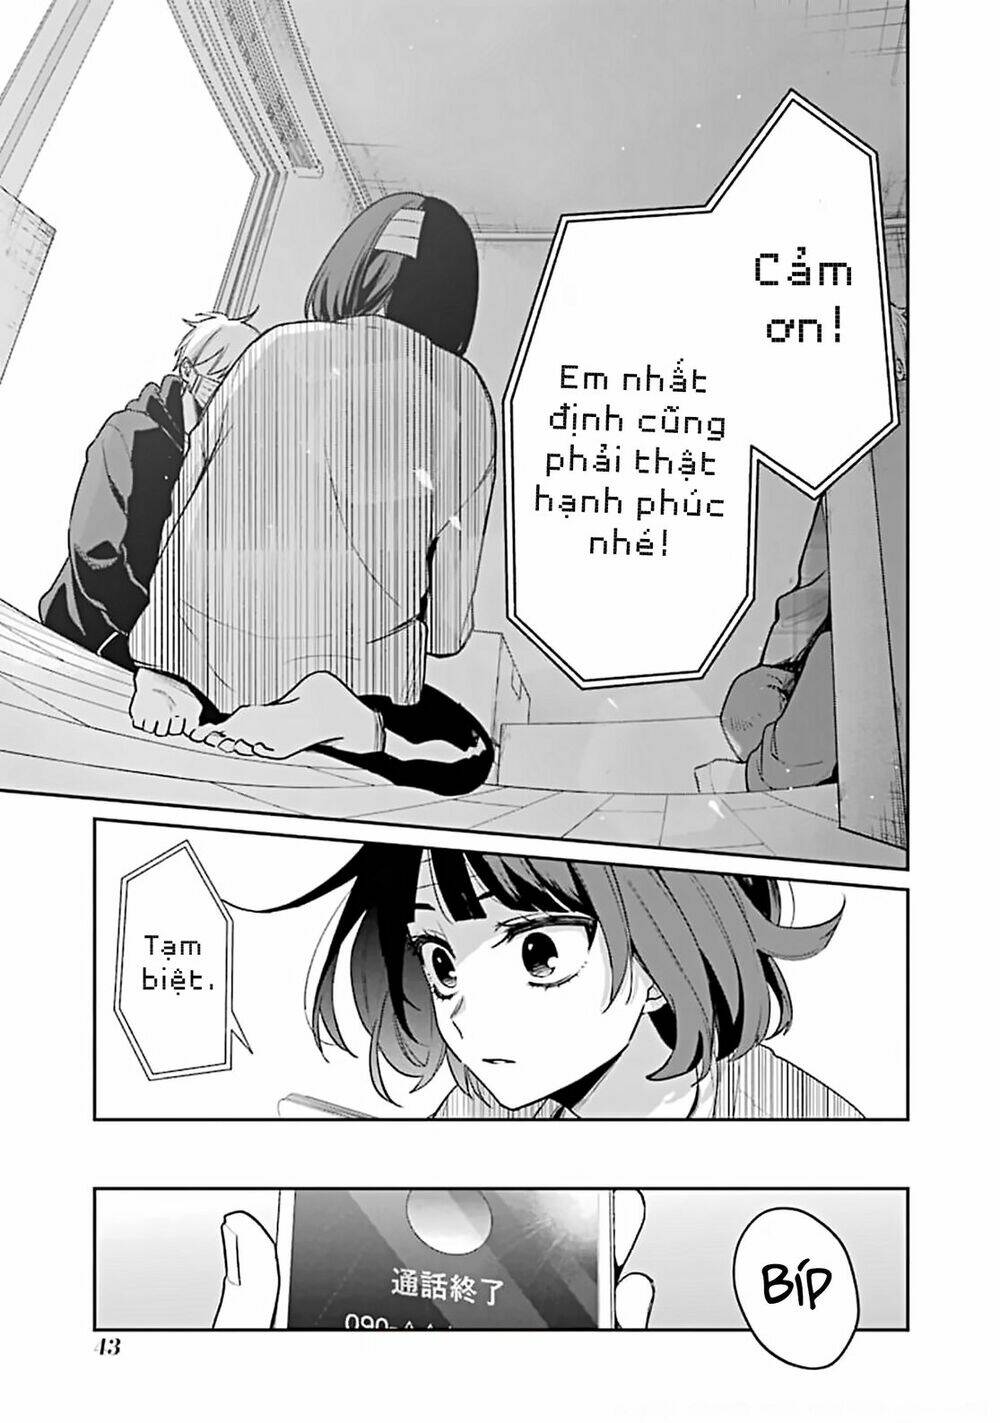 Cảm
ơn!
Em nhất
định cũng
phải thật
hạnh phúc
nhé!
Tạm
biệt.
通話終了
BÍP
43